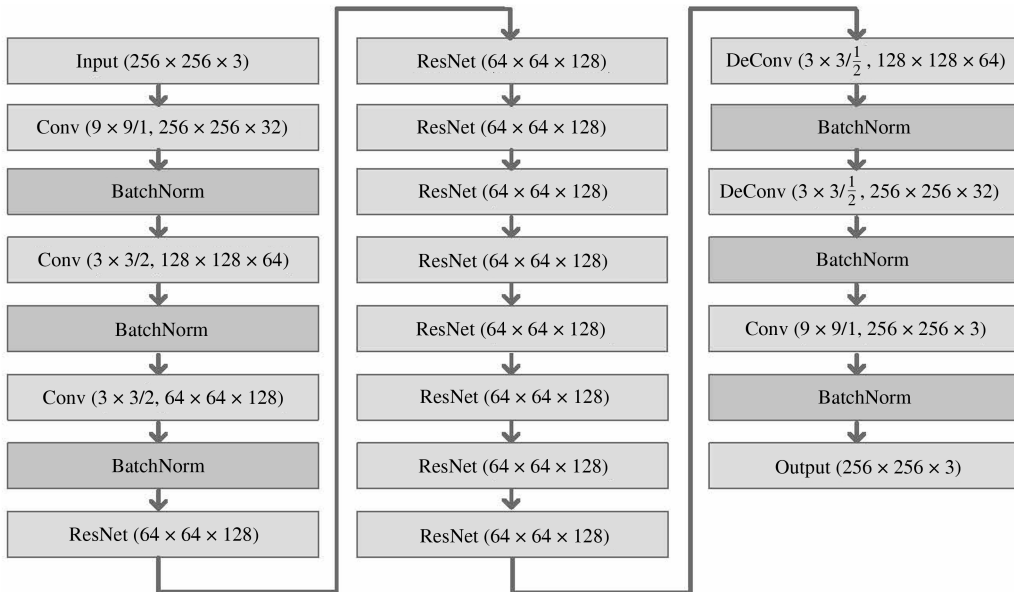 Input (256 × 256 × 3)
Conv (9 × 9/1, 256 × 256 × 32)
BatchNorm
Conv (3 × 3/2, 128 × 128 × 64)
BatchNorm
Conv (3 × 3/2, 64 × 64 × 128)
BatchNorm
ResNet (64 × 64 × 128)
ResNet (64 × 64 × 128)
ResNet (64 × 64 × 128)
ResNet (64 × 64 × 128)
ResNet (64 × 64 × 128)
ResNet (64 × 64 × 128)
ResNet (64 × 64 × 128)
ResNet (64 × 64 × 128)
ResNet (64 × 64 × 128)
DeConv (3 × 3/½, 128 × 128 × 64)
BatchNorm
DeConv (3 × 3/½, 256 × 256 × 32)
BatchNorm
Conv (9 × 9/1, 256 × 256 × 3)
BatchNorm
Output (256 × 256 × 3)